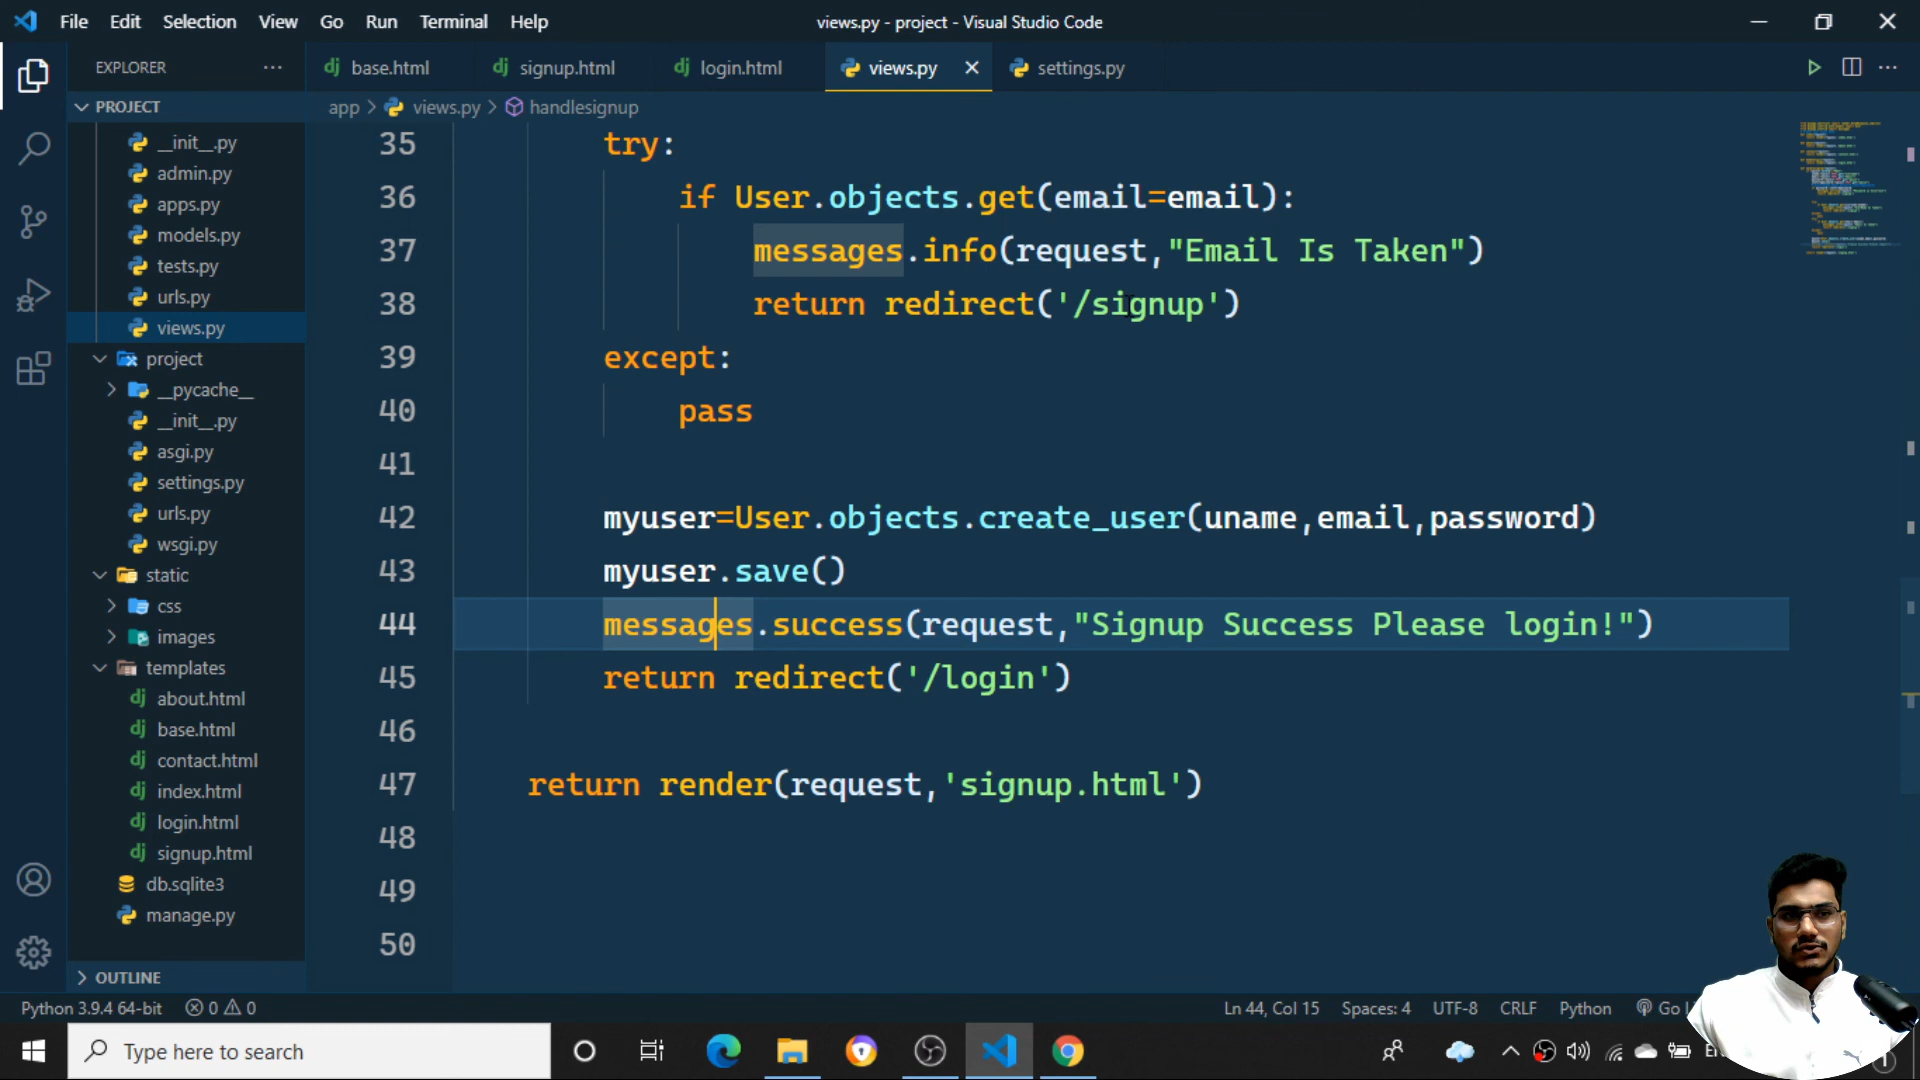 File Edit Selection View Go Run Terminal Help
views.py - project - Visual Studio Code
EXPLORER
base.html
signup.html
login.html
views.py
settings.py
PROJECT
app > views.py > handlesignup
__init__.py
admin.py
apps.py
models.py
tests.py
urls.py
views.py
project
__pycache__
__init__.py
asgi.py
settings.py
urls.py
wsgi.py
static
css
images
templates
about.html
base.html
contact.html
index.html
login.html
signup.html
db.sqlite3
manage.py
OUTLINE
35 try:
36 if User.objects.get(email=email):
37 messages.info(request,"Email Is Taken")
38 return redirect('/signup')
39 except:
40 pass
41
42 myuser=User.objects.create_user(uname,email,password)
43 myuser.save()
44 messages.success(request,"Signup Success Please login!")
45 return redirect('/login')
46
47 return render(request,'signup.html')
48
49
50
Python 3.9.4 64-bit 0 0
Ln 44, Col 15 Spaces: 4 UTF-8 CRLF Python Go
Type here to search